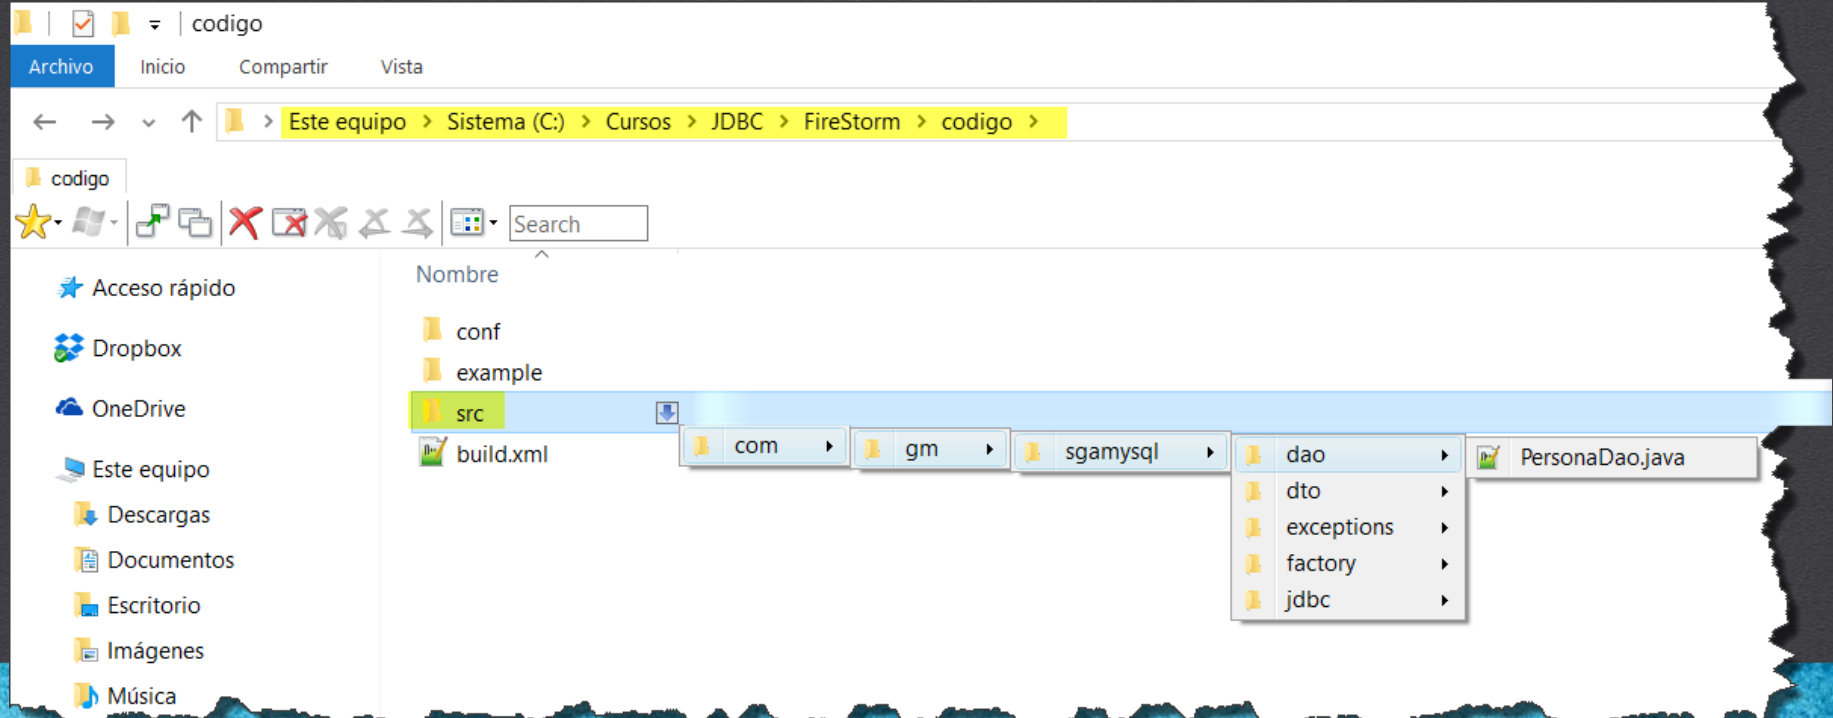 codigo
Archivo Inicio Compartir Vista
Este equipo > Sistema (C:) > Cursos > JDBC > FireStorm > codigo >
codigo
Search
Nombre
Acceso rápido
Dropbox
OneDrive
Este equipo
Descargas
Documentos
Escritorio
Imágenes
Música
conf
example
src
build.xml
com
gm
sgamysql
dao
dto
exceptions
factory
jdbc
PersonaDao.java